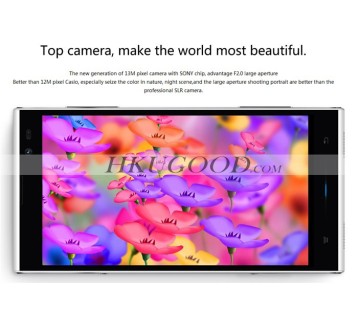 Top camera, make the world most beautiful.
The new generation of 13M pixel camera with SONY chip, advantage F2.0 large aperture
Better than 12M pixel Casio, especially seize the color in nature, night scene,and the large aperture shooting portrait are better than the
professional SLR camera.
HKUGOOD.COM